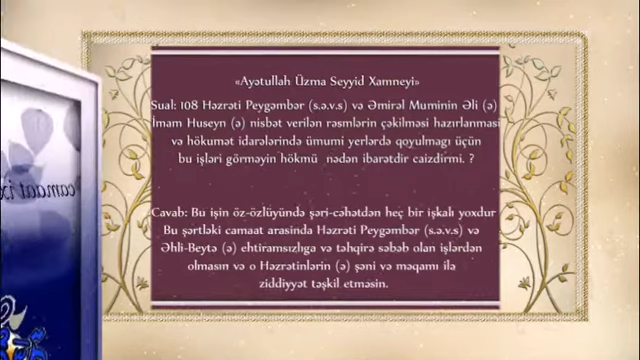 «Ayətullah Üzma Seyyid Xamneyi»
Sual: 108 Həzrəti Peyğəmbər (s.ə.v.s) və Əmirəl Muminin Əli (ə)
İmam Huseyn (ə) nisbət verilən rəsmlərin çəkilməsi hazırlanması
və hökumət idarələrində ümumi yerlərdə qoyulmağı üçün
bu işləri görməyin hökmü nədən ibarətdir caizdirmi. ?
Cavab: Bu işin öz-özlüyündə şəri-cəhətdən heç bir işkalı yoxdur
Bu şərtləki camaat arasında Həzrəti Peyğəmbər (s.ə.v.s) və
Əhli-Beytə (ə) ehtiramsızlıga və təhqirə səbəb olan işlərdən
olmasın və o Həzrətinlərin (ə) şəni və məqamı ilə
ziddiyyət təşkil etməsin.
camaat